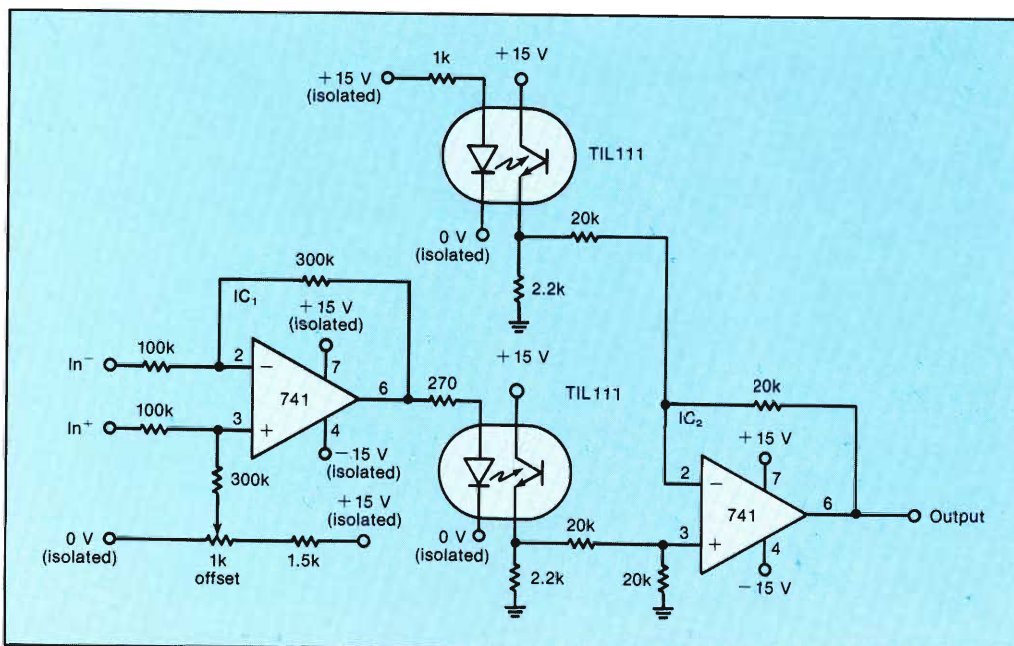 1k
+15 V
+15 V
(isolated)
TIL111
0 V
(isolated)
20k
2.2k
300k
IC1
+15 V
(isolated)
In−
100k
2
−
7
741
6
270
In+
100k
3
+
4
−15 V
(isolated)
300k
+15 V
(isolated)
0 V
(isolated)
1k
offset
1.5k
+15 V
TIL111
0 V
(isolated)
20k
2.2k
20k
20k
IC2
+15 V
2
−
7
741
6
Output
3
+
4
−15 V